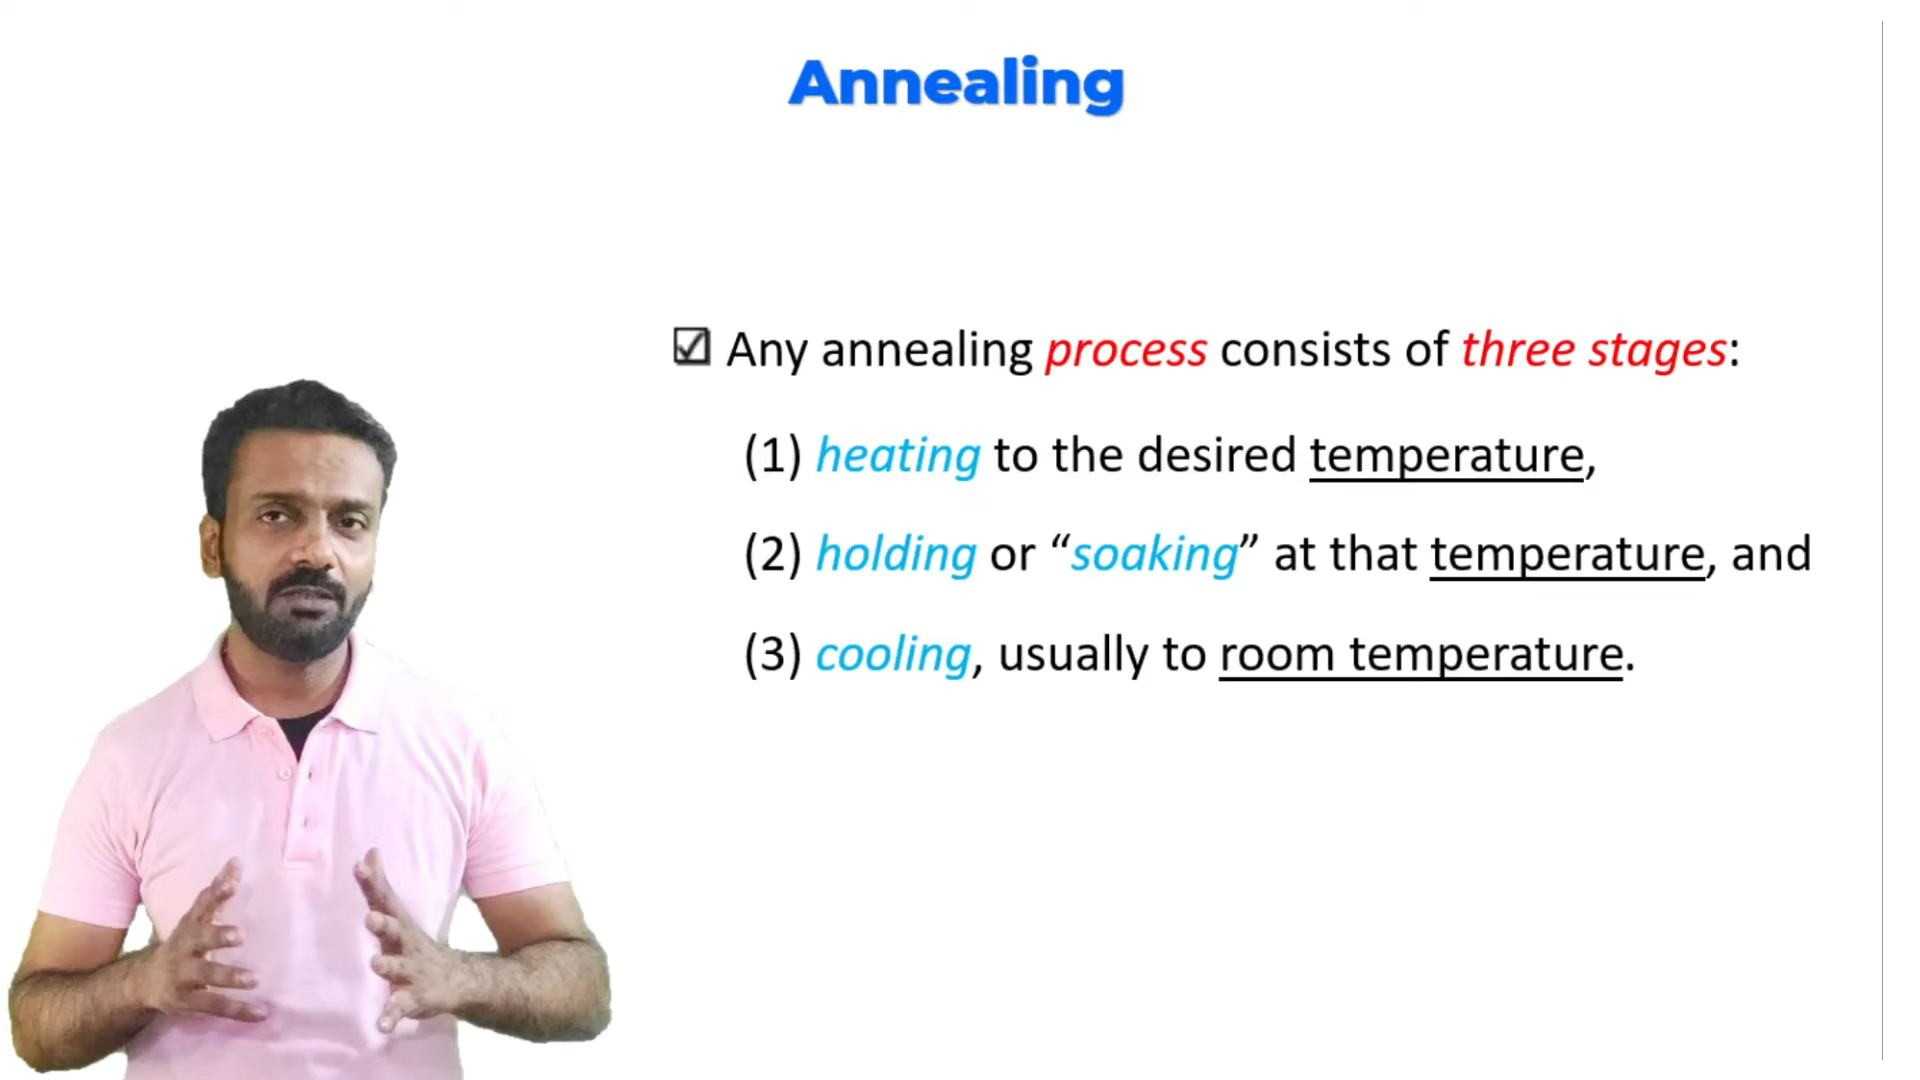 Annealing
Any annealing process consists of three stages:
(1) heating to the desired temperature,
(2) holding or “soaking” at that temperature, and
(3) cooling, usually to room temperature.